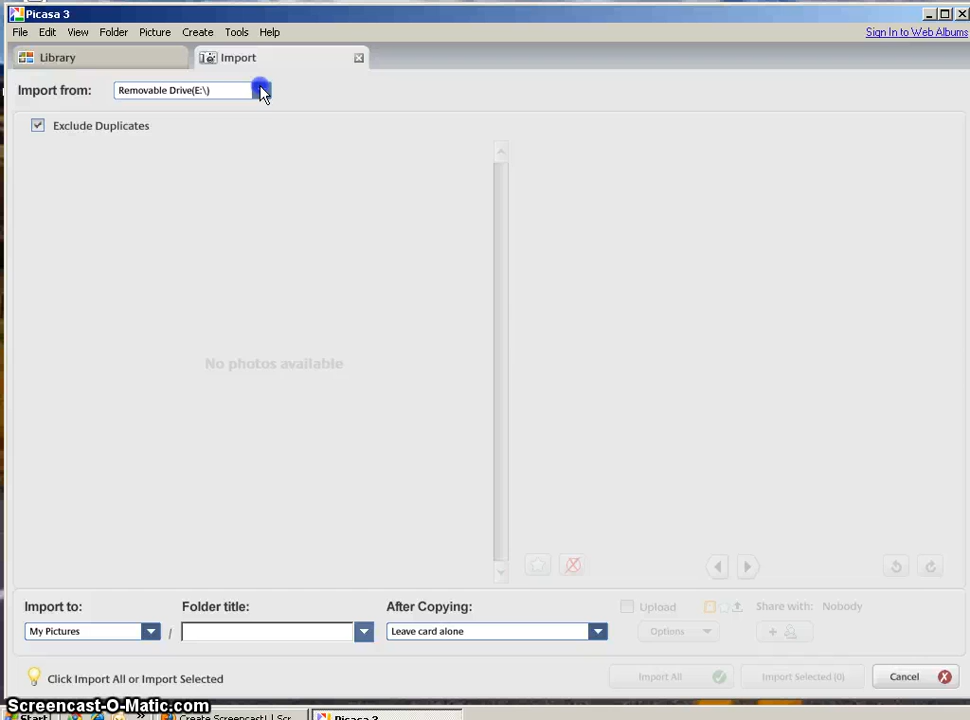 Picasa 3
File Edit View Folder Picture Create Tools Help Sign In to Web Albums
Library Import
Import from: Removable Drive(E:\)
Exclude Duplicates
No photos available
Import to: Folder title: After Copying: Upload Share with: Nobody
My Pictures / Leave card alone Options +
Click Import All or Import Selected Import All Import Selected (0) Cancel
Screencast-O-Matic.com
Start » Create Screencast! | Scr Picasa 3